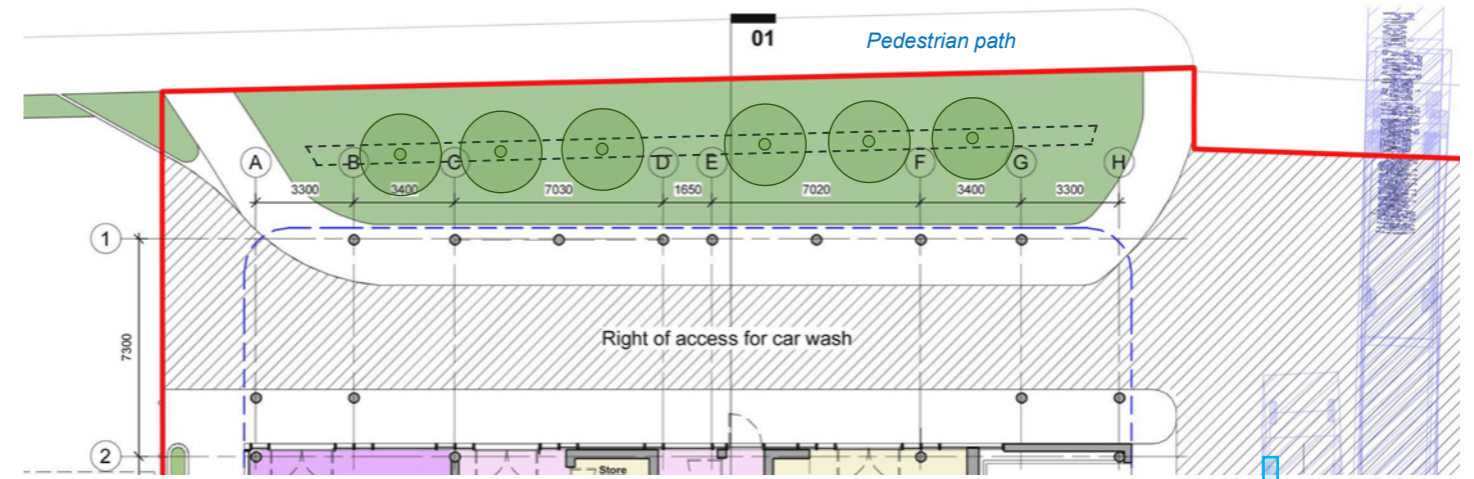 01
Pedestrian path
A B C D E F G H
3300 3400 7030 1650 7020 3400 3300
1
7300
Right of access for car wash
2
Store